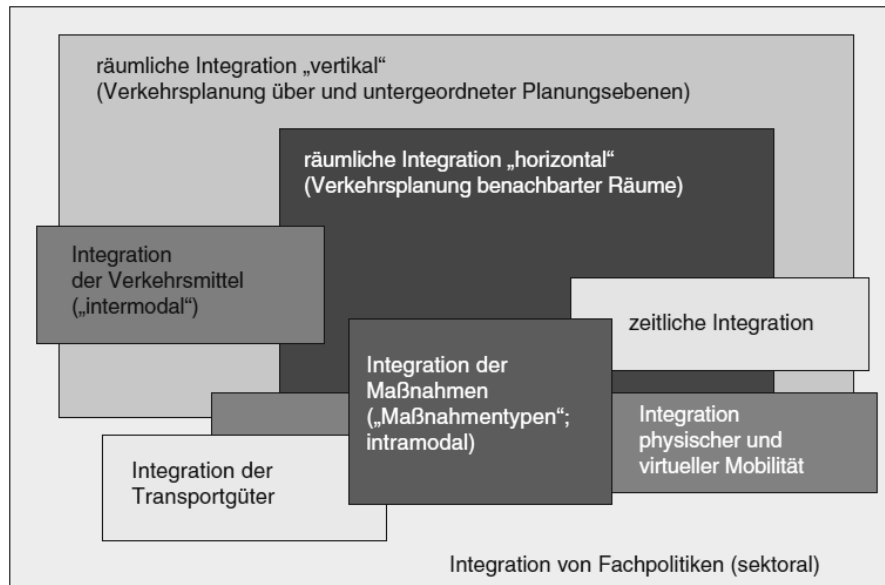 räumliche Integration „vertikal“
(Verkehrsplanung über und untergeordneter Planungsebenen)
räumliche Integration „horizontal“
(Verkehrsplanung benachbarter Räume)
Integration
der Verkehrsmittel
(„intermodal“)
zeitliche Integration
Integration der
Maßnahmen
(„Maßnahmentypen“;
intramodal)
Integration
physischer und
virtueller Mobilität
Integration der
Transportgüter
Integration von Fachpolitiken (sektoral)